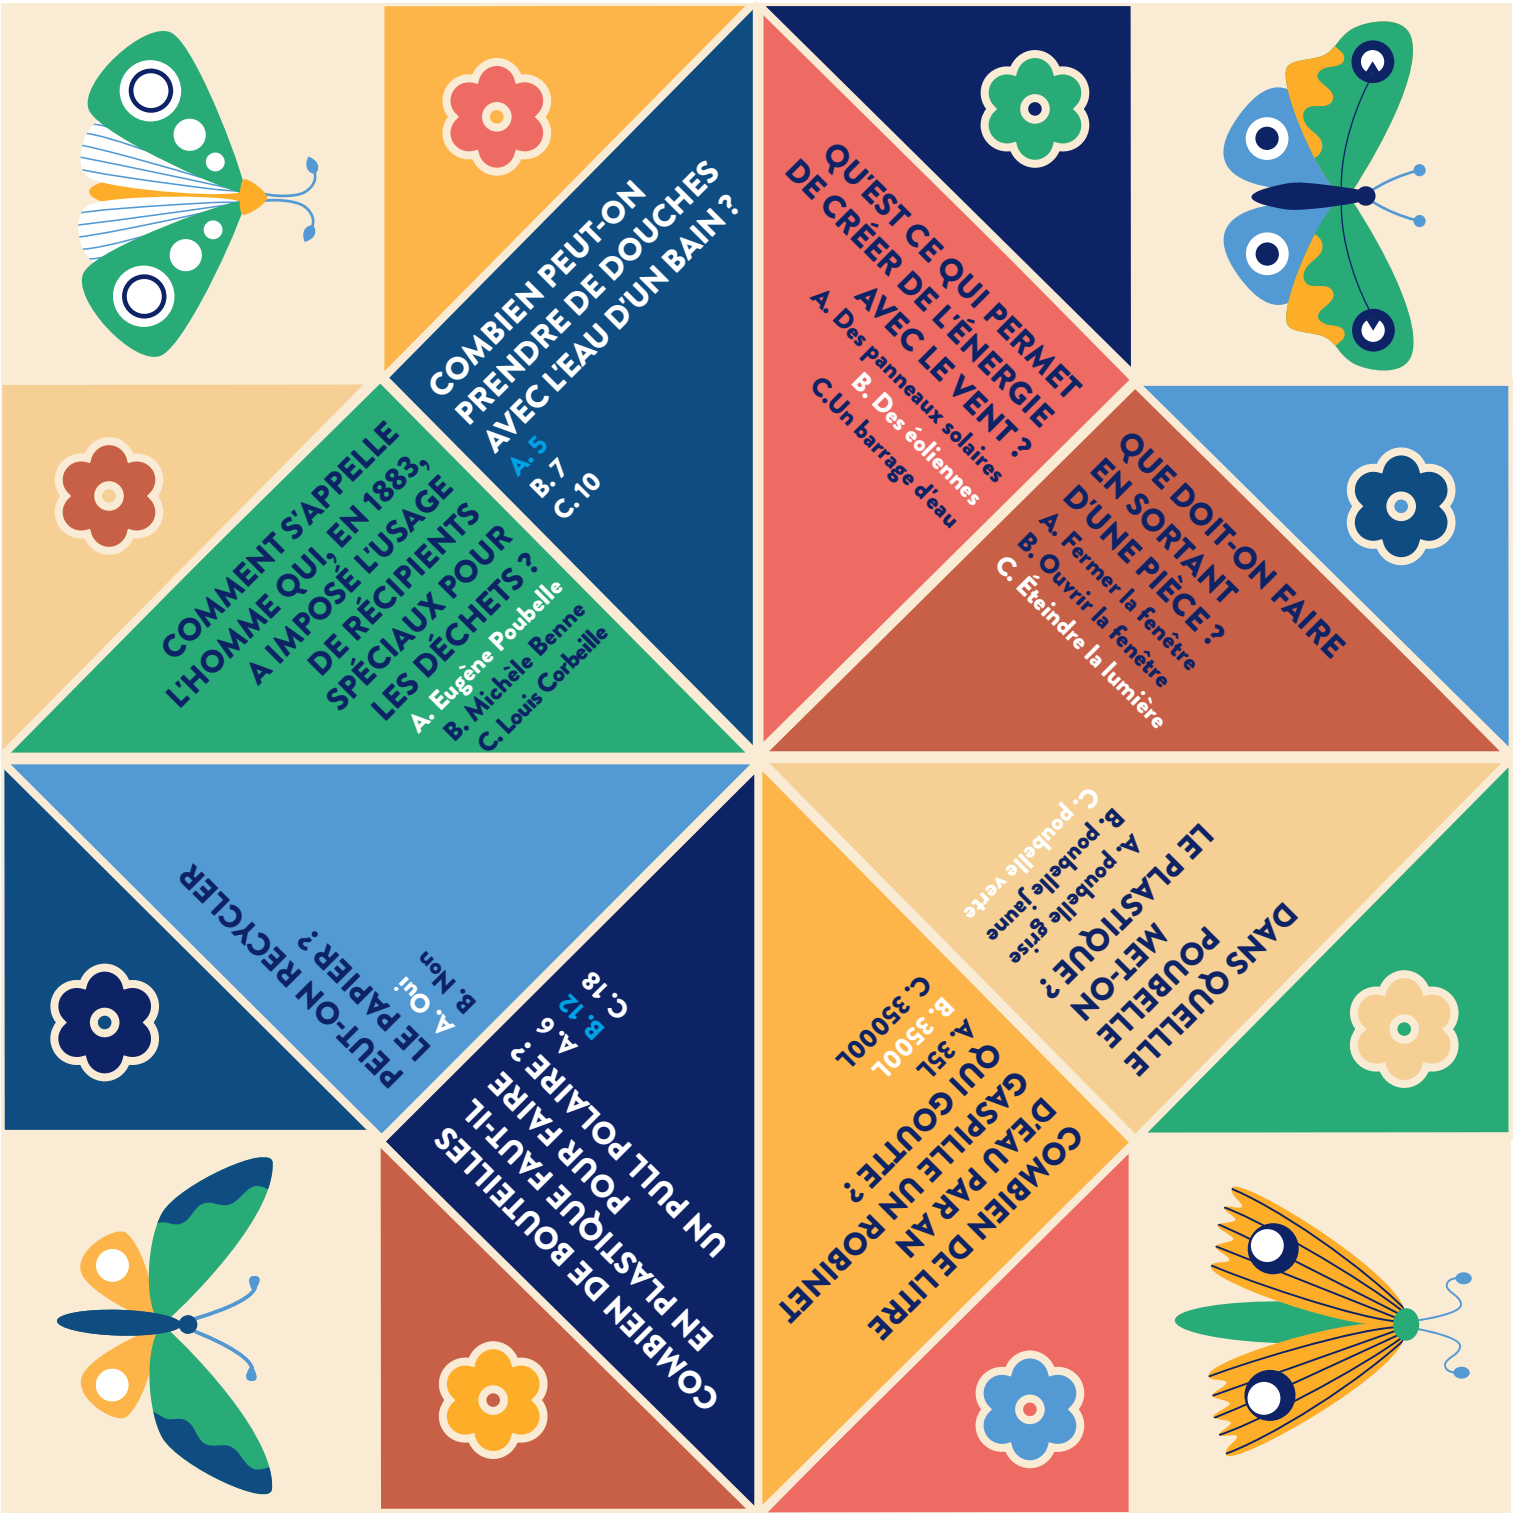 COMBIEN PEUT-ON
PRENDRE DE DOUCHES
AVEC L'EAU D'UN BAIN ?
A. 5
B. 7
C. 10
QU'EST CE QUI PERMET
DE CRÉER DE L'ÉNERGIE
AVEC LE VENT ?
A. Des panneaux solaires
B. Des éoliennes
C.Un barrage d'eau
COMMENT S'APPELLE
L'HOMME QUI, EN 1883,
A IMPOSÉ L'USAGE
DE RÉCIPIENTS
SPÉCIAUX POUR
LES DÉCHETS ?
A. Eugène Poubelle
B. Michèle Benne
C. Louis Corbeille
QUE DOIT-ON FAIRE
EN SORTANT
D'UNE PIÈCE ?
A. Fermer la fenêtre
B. Ouvrir la fenêtre
C. Éteindre la lumière
PEUT-ON RECYCLER
LE PAPIER ?
A. Oui
B. Non
COMBIEN DE BOUTEILLES
EN PLASTIQUE FAUT-IL
POUR FAIRE
UN PULL POLAIRE ?
A. 6
B. 12
C. 18
DANS QUELLE
POUBELLE
MET-ON
LE PLASTIQUE ?
A. poubelle grise
B. poubelle jaune
C. poubelle verte
COMBIEN DE LITRE
D'EAU PAR AN
GASPILLE UN ROBINET
QUI GOUTTE ?
A. 35L
B. 3500L
C. 35000L